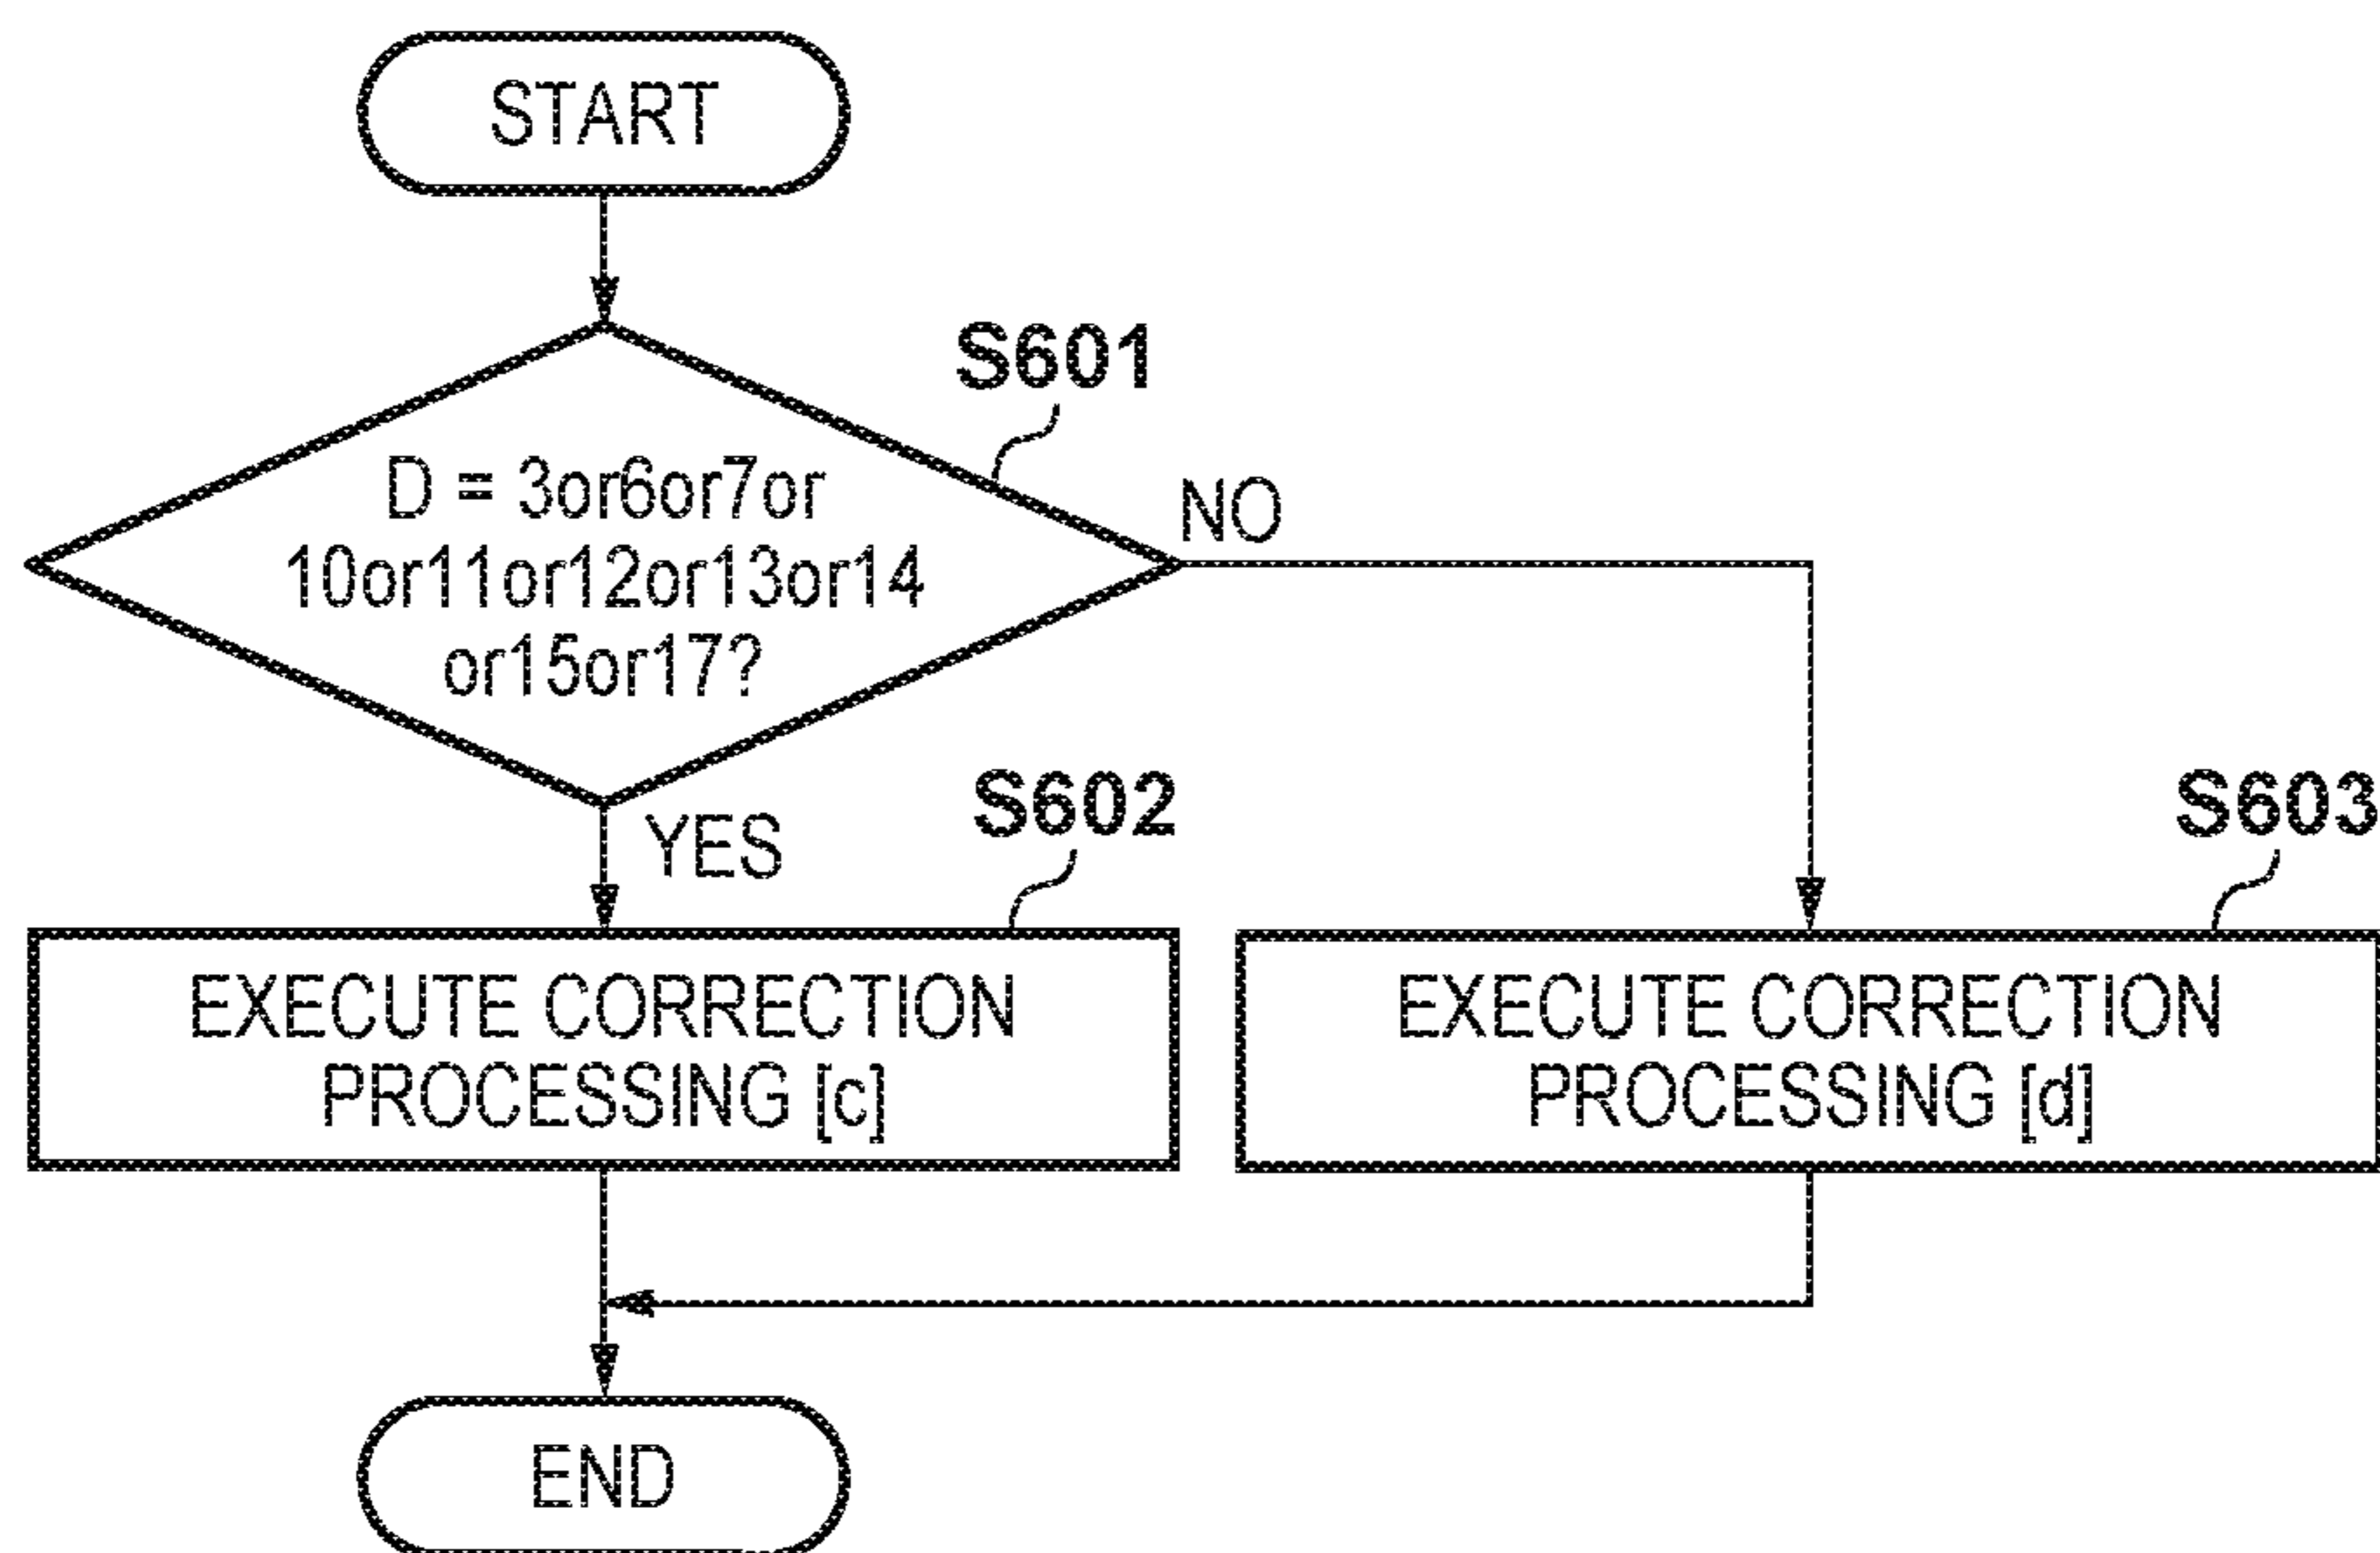 START
S601
D = 3or6or7or
10or11or12or13or14
or15or17?
NO
YES
S602
S603
EXECUTE CORRECTION
PROCESSING [c]
EXECUTE CORRECTION
PROCESSING [d]
END